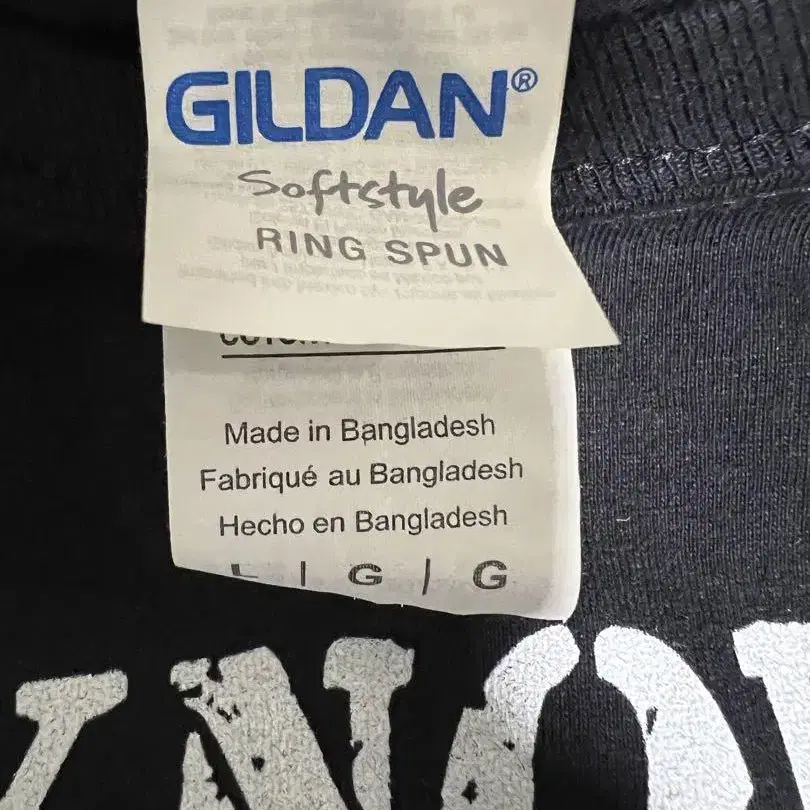 GILDAN®
Softstyle
RING SPUN
Made in Bangladesh
Fabriqué au Bangladesh
Hecho en Bangladesh
L | G | G